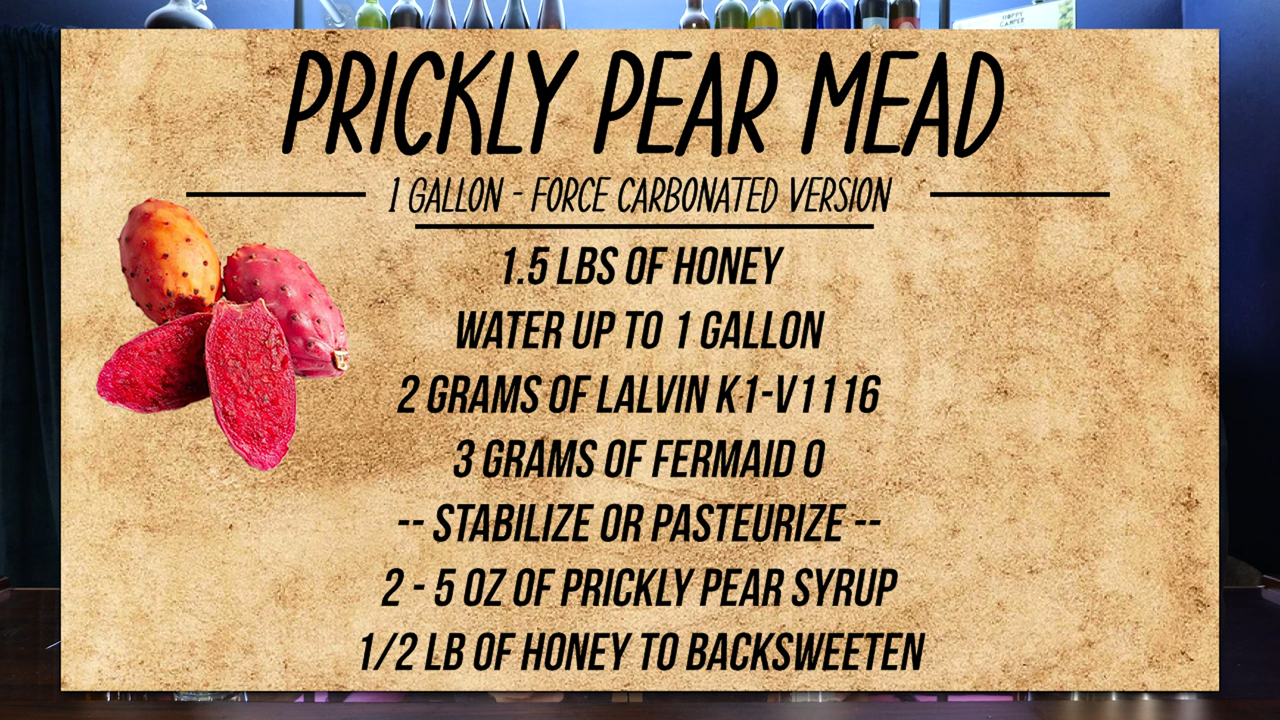 HOPPY
CAMPER
PRICKLY PEAR MEAD
1 GALLON - FORCE CARBONATED VERSION
1.5 LBS OF HONEY
WATER UP TO 1 GALLON
2 GRAMS OF LALVIN K1-V1116
3 GRAMS OF FERMAID O
-- STABILIZE OR PASTEURIZE --
2 - 5 OZ OF PRICKLY PEAR SYRUP
1/2 LB OF HONEY TO BACKSWEETEN